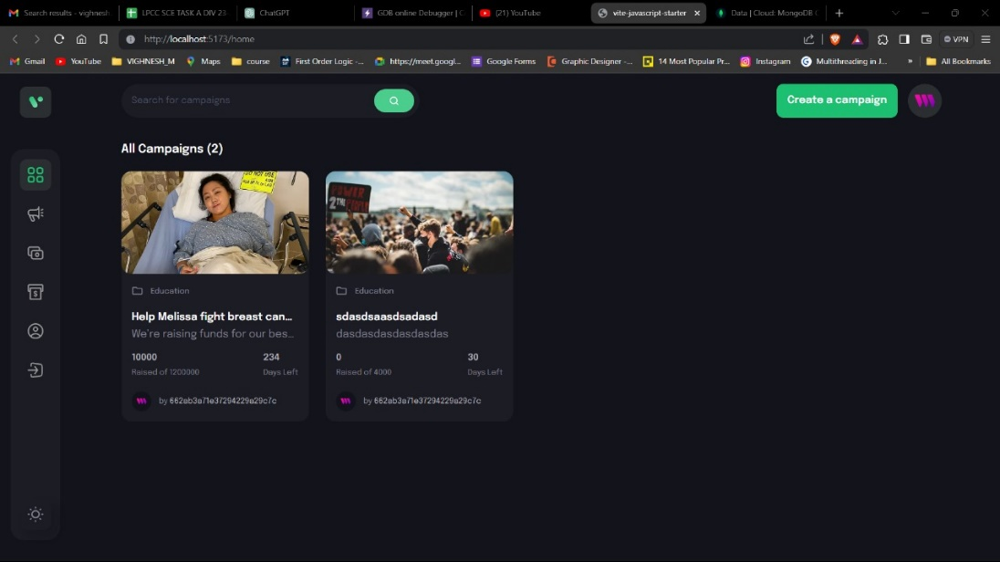 Search results - vighnesh
LPCC SCE TASK A DIV 23-
ChatGPT
GDB online Debugger | C
(21) YouTube
vite-javascript-starter
Data | Cloud: MongoDB C
http://localhost:5173/home
VPN
Gmail
YouTube
VIGHNESH_M
Maps
course
First Order Logic -...
https://meet.googl...
Google Forms
Graphic Designer -...
14 Most Popular Pr...
Instagram
Multithreading in J...
»
All Bookmarks
Search for campaigns
Create a campaign
All Campaigns (2)
DO NOT USE
POWER
2 THE
Education
Help Melissa fight breast can...
We're raising funds for our bes...
10000
234
Raised of 1200000
Days Left
by 662ab3a71e37294229a29c7c
Education
sdasdsaasdsadasd
dasdasdasdasdasdas
0
30
Raised of 4000
Days Left
by 662ab3a71e37294229a29c7c